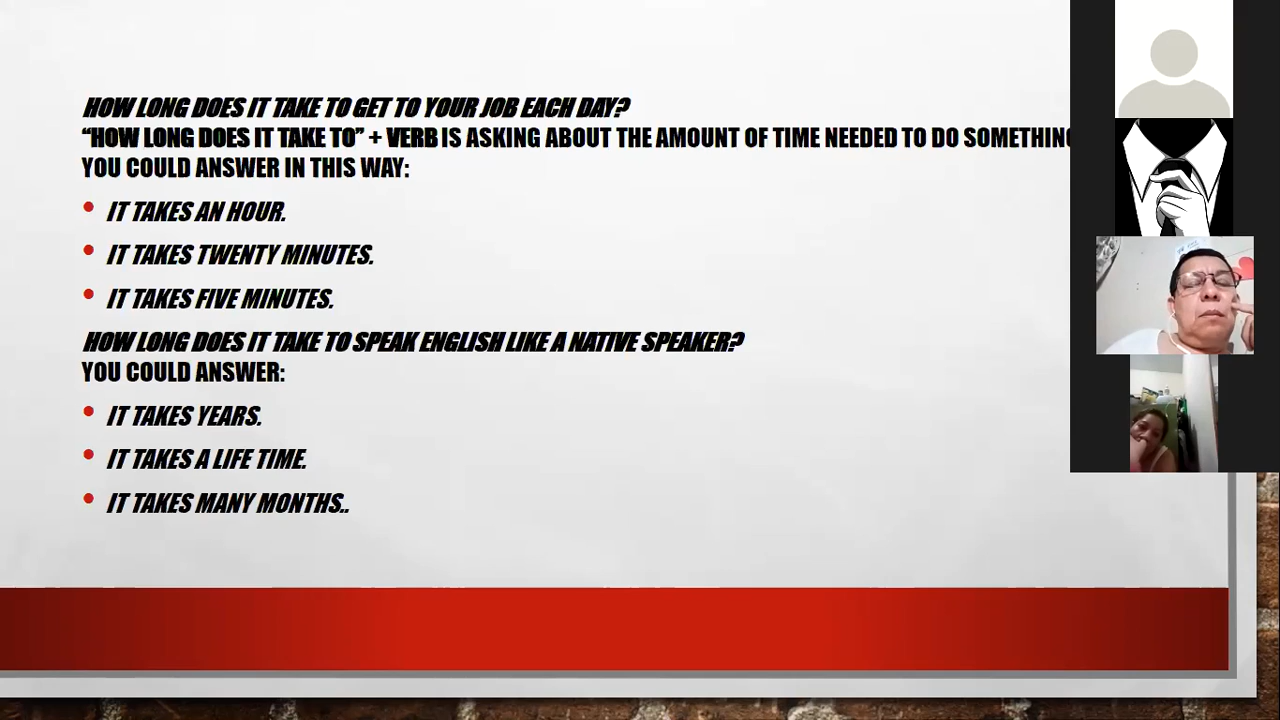 HOW LONG DOES IT TAKE TO GET TO YOUR JOB EACH DAY?
“HOW LONG DOES IT TAKE TO” + VERB IS ASKING ABOUT THE AMOUNT OF TIME NEEDED TO DO SOMETHING
YOU COULD ANSWER IN THIS WAY:
• IT TAKES AN HOUR.
• IT TAKES TWENTY MINUTES.
• IT TAKES FIVE MINUTES.
HOW LONG DOES IT TAKE TO SPEAK ENGLISH LIKE A NATIVE SPEAKER?
YOU COULD ANSWER:
• IT TAKES YEARS.
• IT TAKES A LIFE TIME.
• IT TAKES MANY MONTHS..